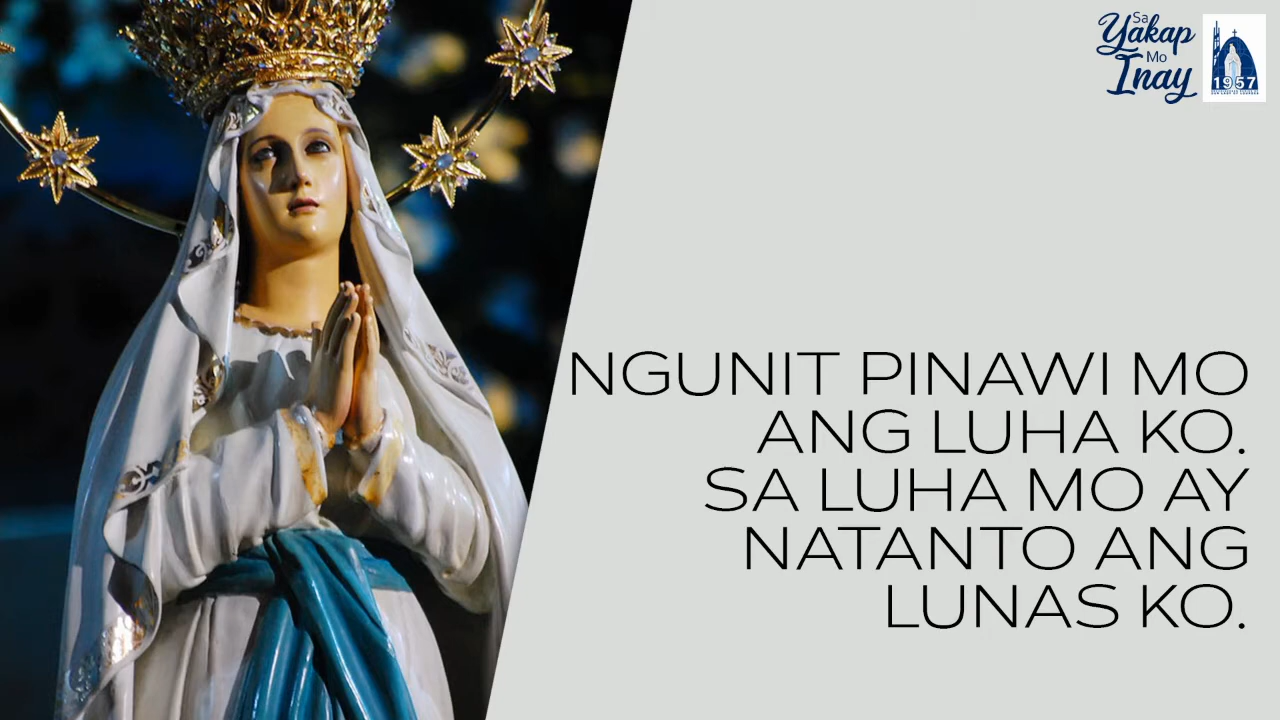 Sa
Yakap
Mo
Inay
1957
NGUNIT PINAWI MO
ANG LUHA KO.
SA LUHA MO AY
NATANTO ANG
LUNAS KO.